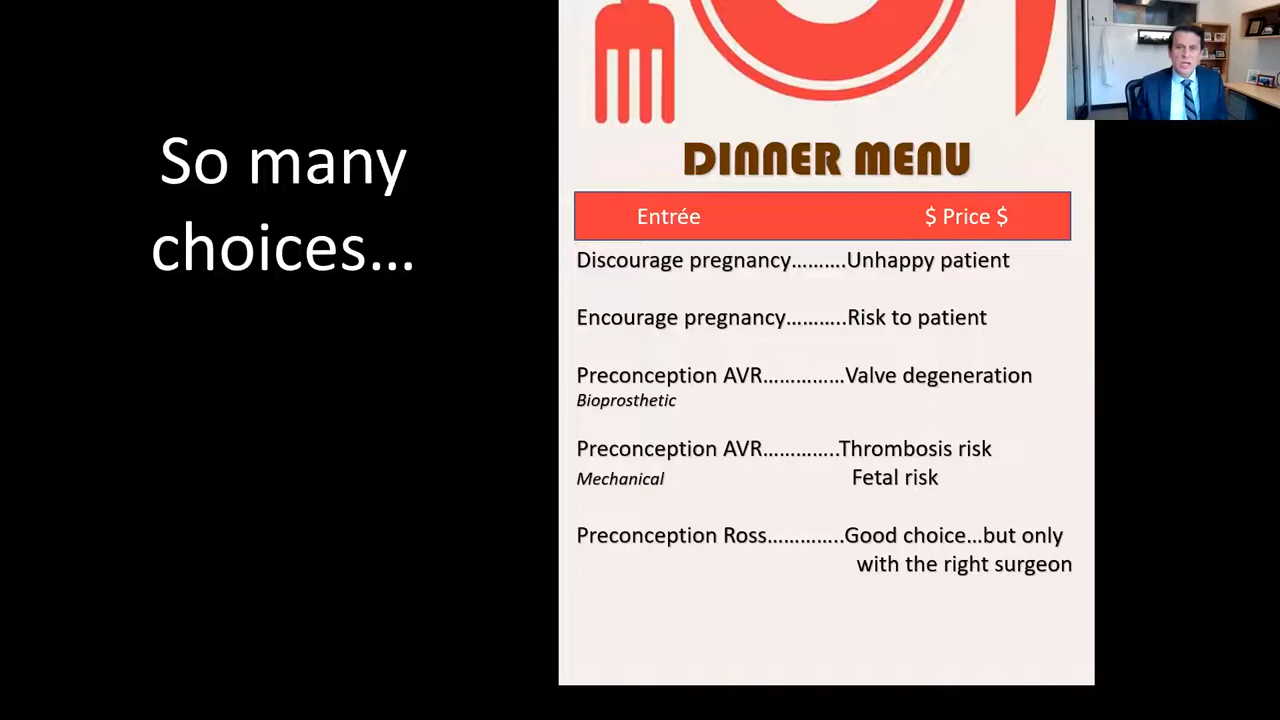 So many
choices...
DINNER MENU
Entrée $ Price $
Discourage pregnancy..........Unhappy patient
Encourage pregnancy...........Risk to patient
Preconception AVR...............Valve degeneration
Bioprosthetic
Preconception AVR..............Thrombosis risk
Mechanical Fetal risk
Preconception Ross..............Good choice...but only
with the right surgeon